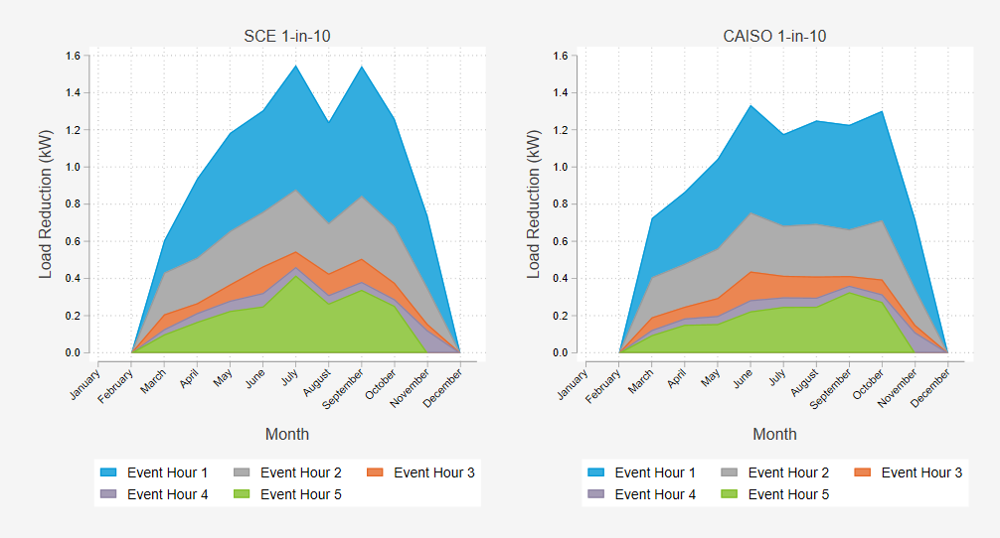 SCE 1-in-10
Load Reduction (kW)
1.6
1.4
1.2
1.0
0.8
0.6
0.4
0.2
0.0
January
February
March
April
May
June
July
August
September
October
November
December
Month
Event Hour 1
Event Hour 2
Event Hour 3
Event Hour 4
Event Hour 5
CAISO 1-in-10
Load Reduction (kW)
1.6
1.4
1.2
1.0
0.8
0.6
0.4
0.2
0.0
January
February
March
April
May
June
July
August
September
October
November
December
Month
Event Hour 1
Event Hour 2
Event Hour 3
Event Hour 4
Event Hour 5